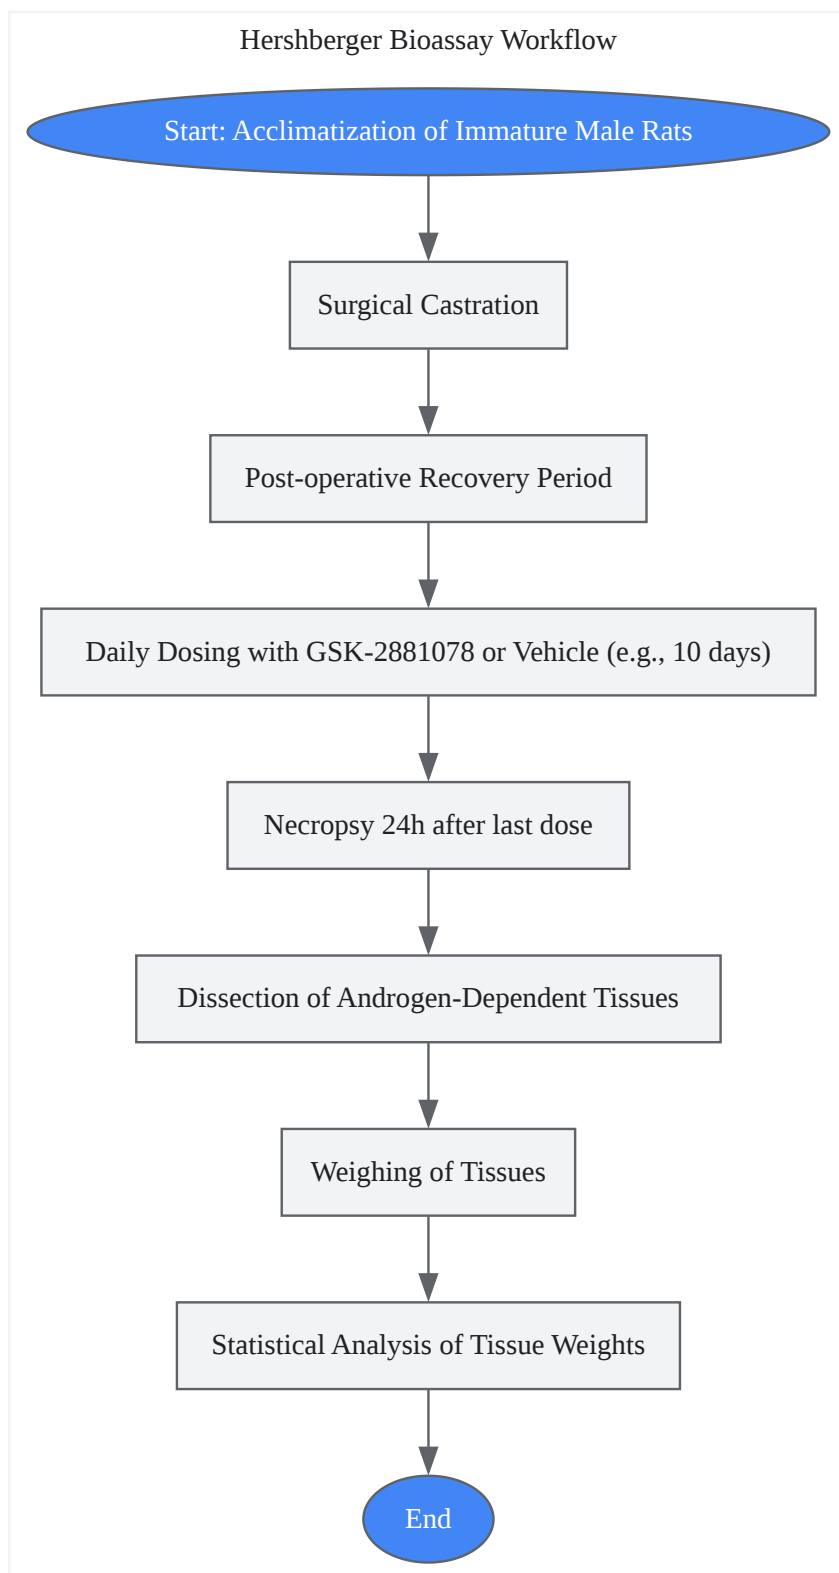 Hershberger Bioassay Workflow
Start: Acclimatization of Immature Male Rats
Surgical Castration
Post-operative Recovery Period
Daily Dosing with GSK-2881078 or Vehicle (e.g., 10 days)
Necropsy 24h after last dose
Dissection of Androgen-Dependent Tissues
Weighing of Tissues
Statistical Analysis of Tissue Weights
End